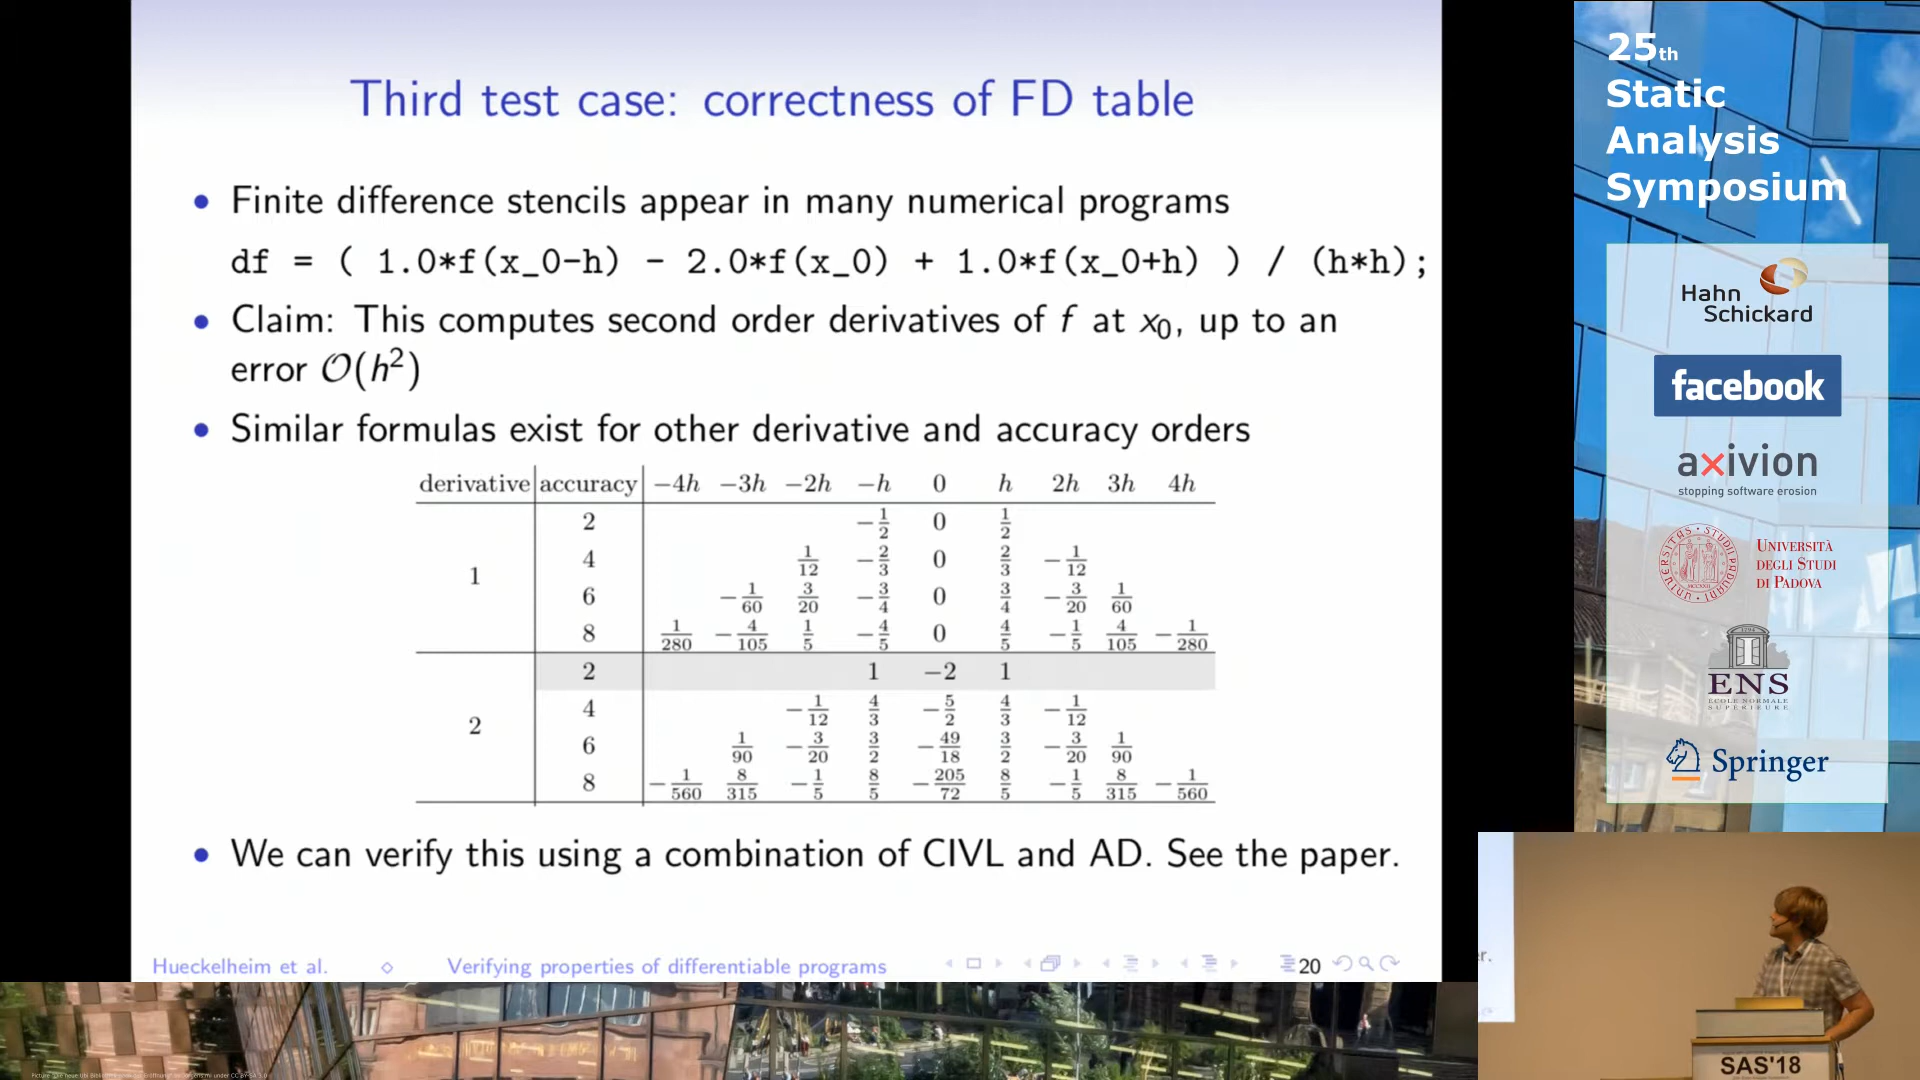 Third test case: correctness of FD table
• Finite difference stencils appear in many numerical programs
df = ( 1.0*f(x_0-h) - 2.0*f(x_0) + 1.0*f(x_0+h) ) / (h*h);
• Claim: This computes second order derivatives of f at x₀, up to an
error O(h²)
• Similar formulas exist for other derivative and accuracy orders
derivative accuracy −4h −3h −2h −h 0 h 2h 3h 4h
1
2 −1/2 0 1/2
4 1/12 −2/3 0 2/3 −1/12
6 −1/60 3/20 −3/4 0 3/4 −3/20 1/60
8 1/280 −4/105 1/5 −4/5 0 4/5 −1/5 4/105 −1/280
2
2 1 −2 1
4 −1/12 4/3 −5/2 4/3 −1/12
6 1/90 −3/20 3/2 −49/18 3/2 −3/20 1/90
8 −1/560 8/315 −1/5 8/5 −205/72 8/5 −1/5 8/315 −1/560
• We can verify this using a combination of CIVL and AD. See the paper.
Hueckelheim et al. ◇ Verifying properties of differentiable programs 20
25th
Static
Analysis
Symposium
Hahn
Schickard
facebook
axivion
stopping software erosion
UNIVERSITÀ
DEGLI STUDI
DI PADOVA
ENS
ECOLE NORMALE
SUPERIEURE
Springer
er.
SAS'18